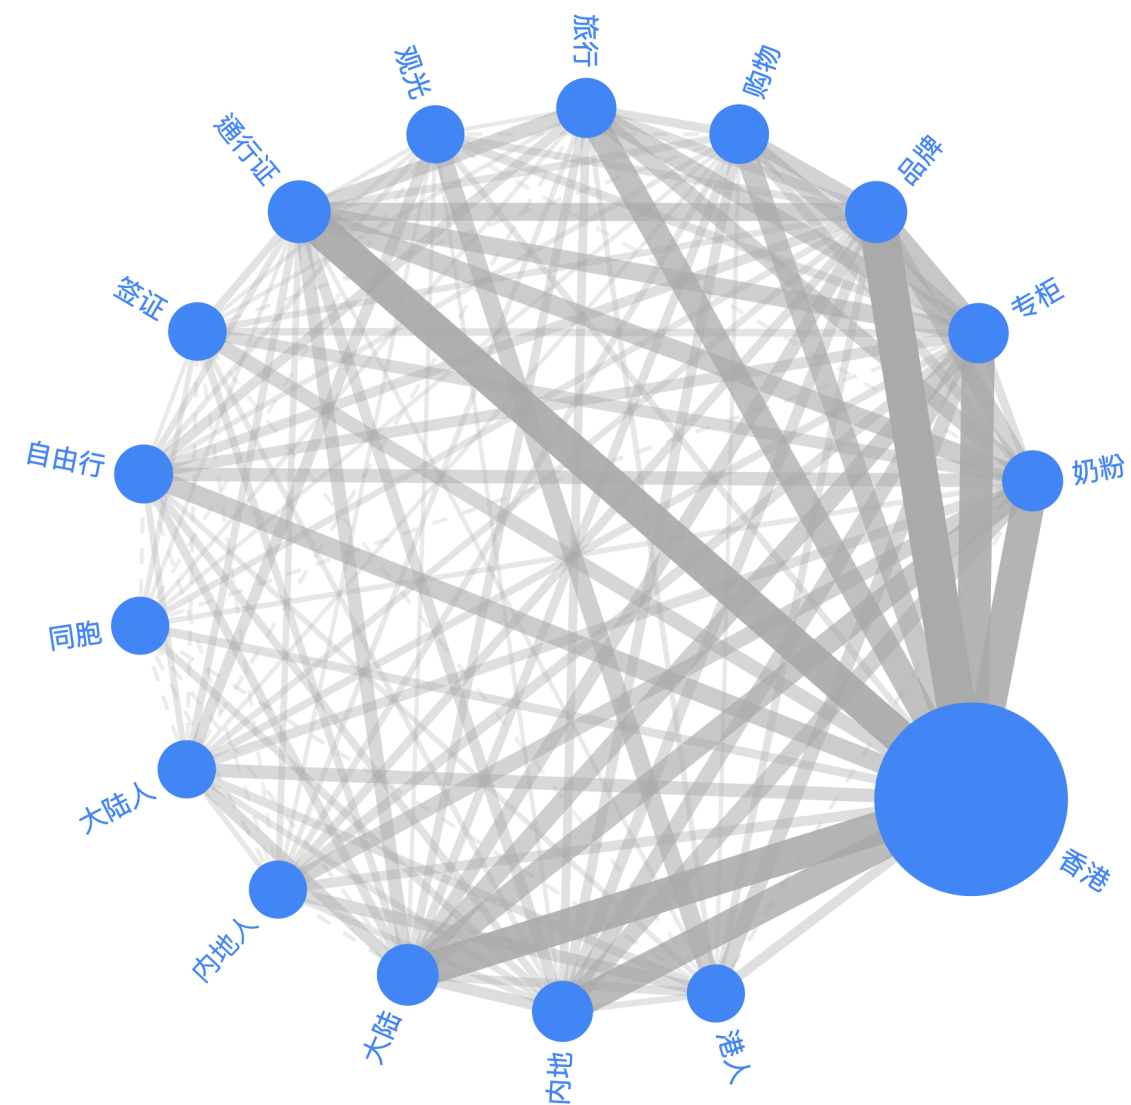 旅行
购物
品牌
专柜
奶粉
香港
港人
内地
大陆
内地人
大陆人
同胞
自由行
签证
通行证
观光